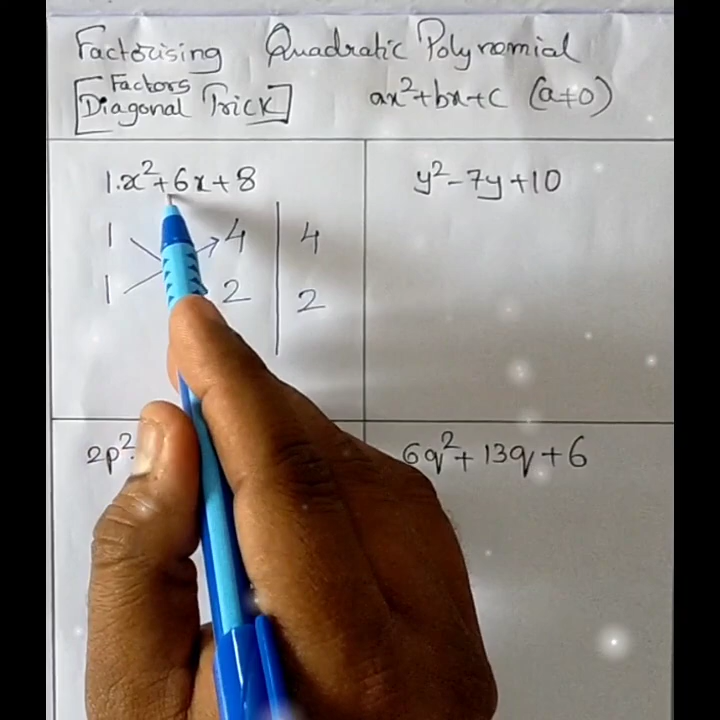 Factorising Quadratic Polynomial
[Factors Diagonal Trick] ax²+bx+c (a≠0)
1.x²+6x+8
1 4 | 4
1 2 | 2
y²-7y+10
2p²
6q²+13q+6